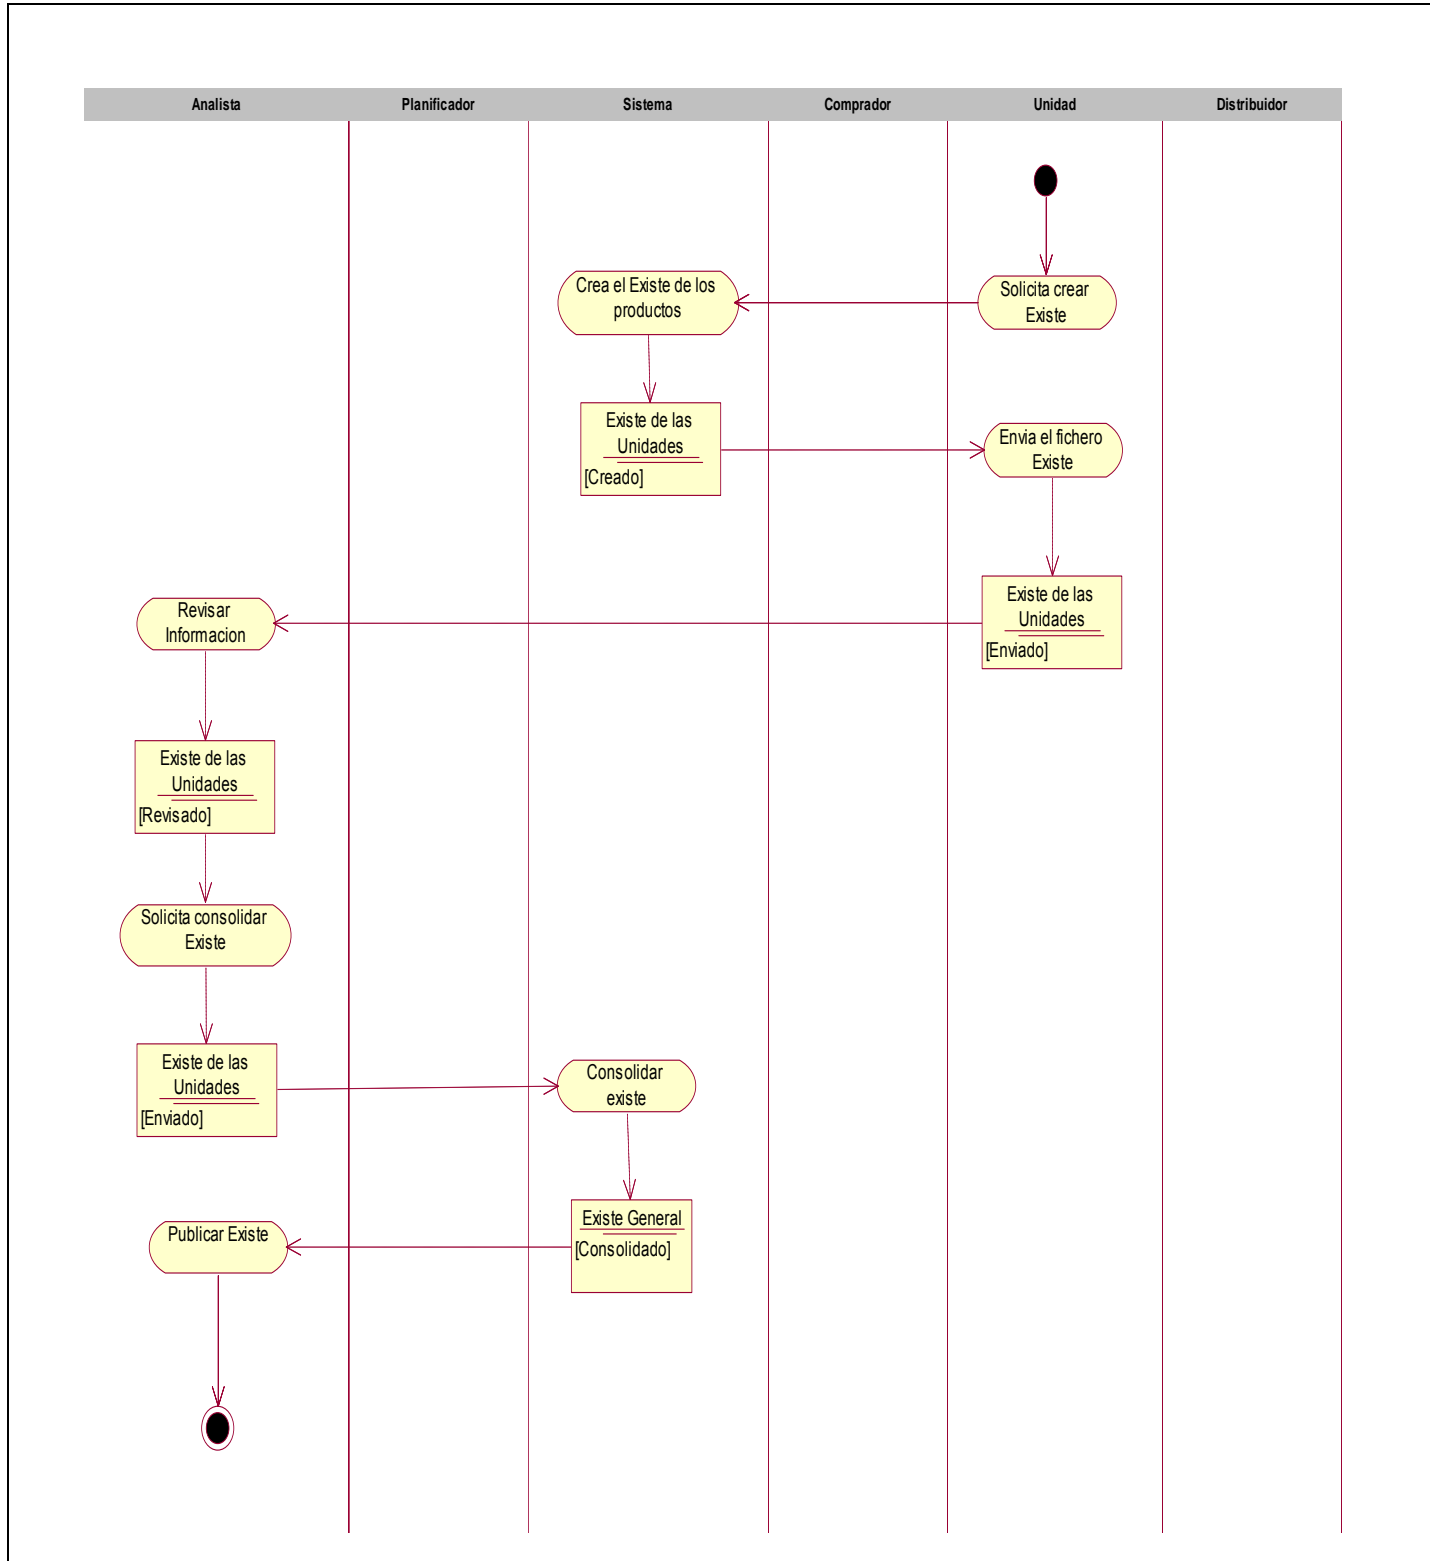 Analista
Planificador
Sistema
Comprador
Unidad
Distribuidor
Crea el Existe de los
productos
Solicita crear
Existe
Existe de las
Unidades
[Creado]
Envia el fichero
Existe
Revisar
Informacion
Existe de las
Unidades
[Enviado]
Existe de las
Unidades
[Revisado]
Solicita consolidar
Existe
Existe de las
Unidades
[Enviado]
Consolidar
existe
Publicar Existe
Existe General
[Consolidado]